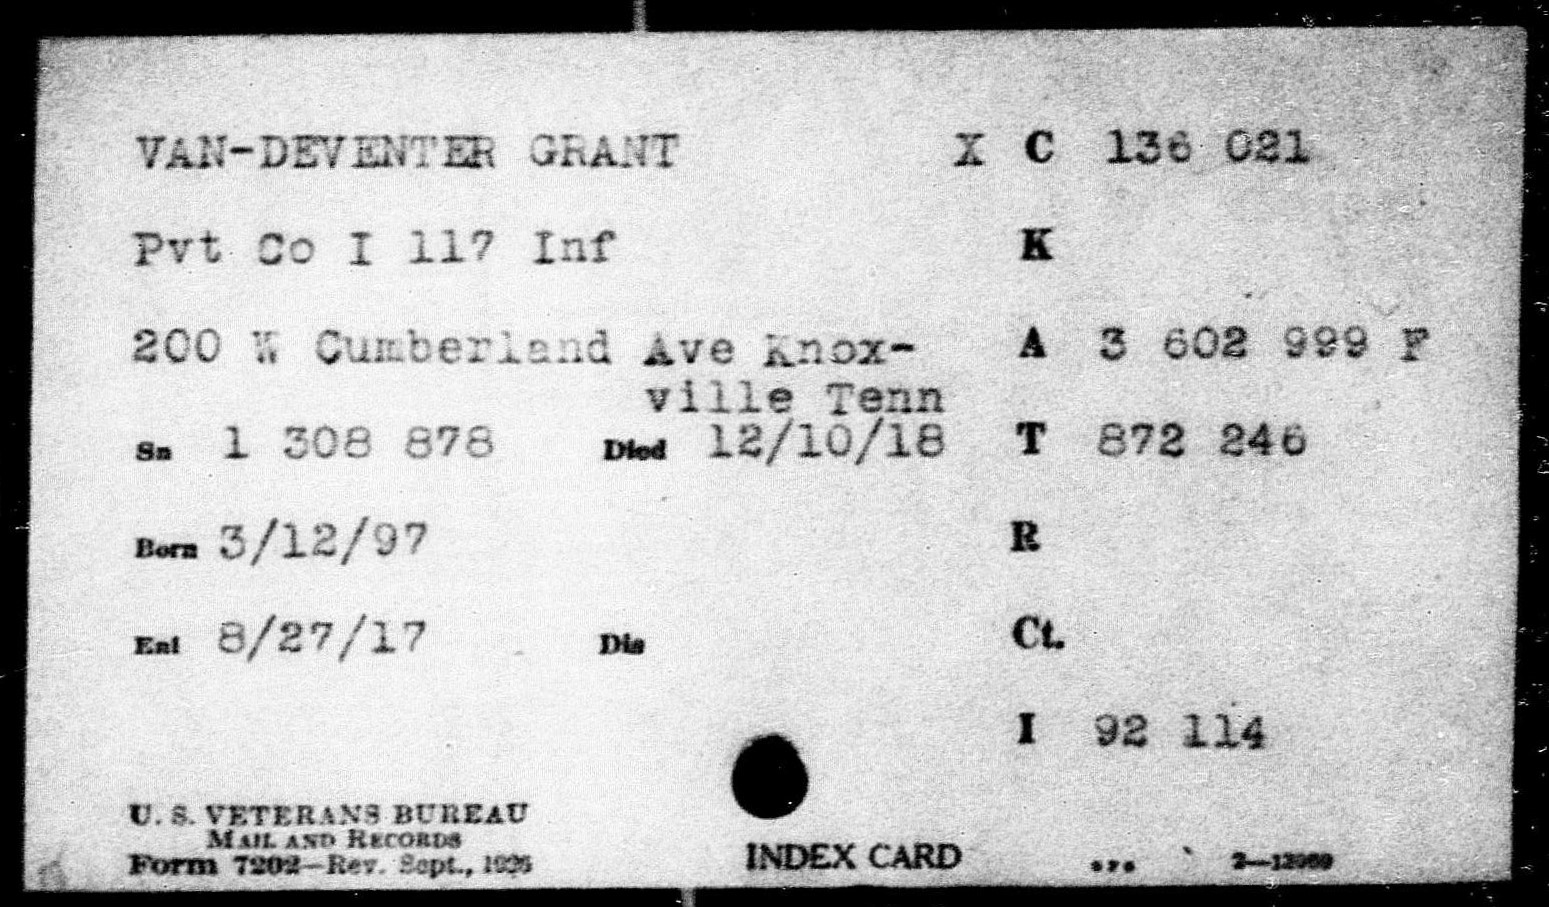 VAN-DEVENTER GRANT X C 136 021
Pvt Co I 117 Inf K
200 W Cumberland Ave Knox- A 3 602 999 F
ville Tenn
Sn 1 308 878 Died 12/10/18 T 872 246
Born 3/12/97 R
Enl 8/27/17 Dis Ct.
I 92 114
U. S. VETERANS BUREAU
MAIL AND RECORDS
Form 7202—Rev. Sept., INDEX CARD